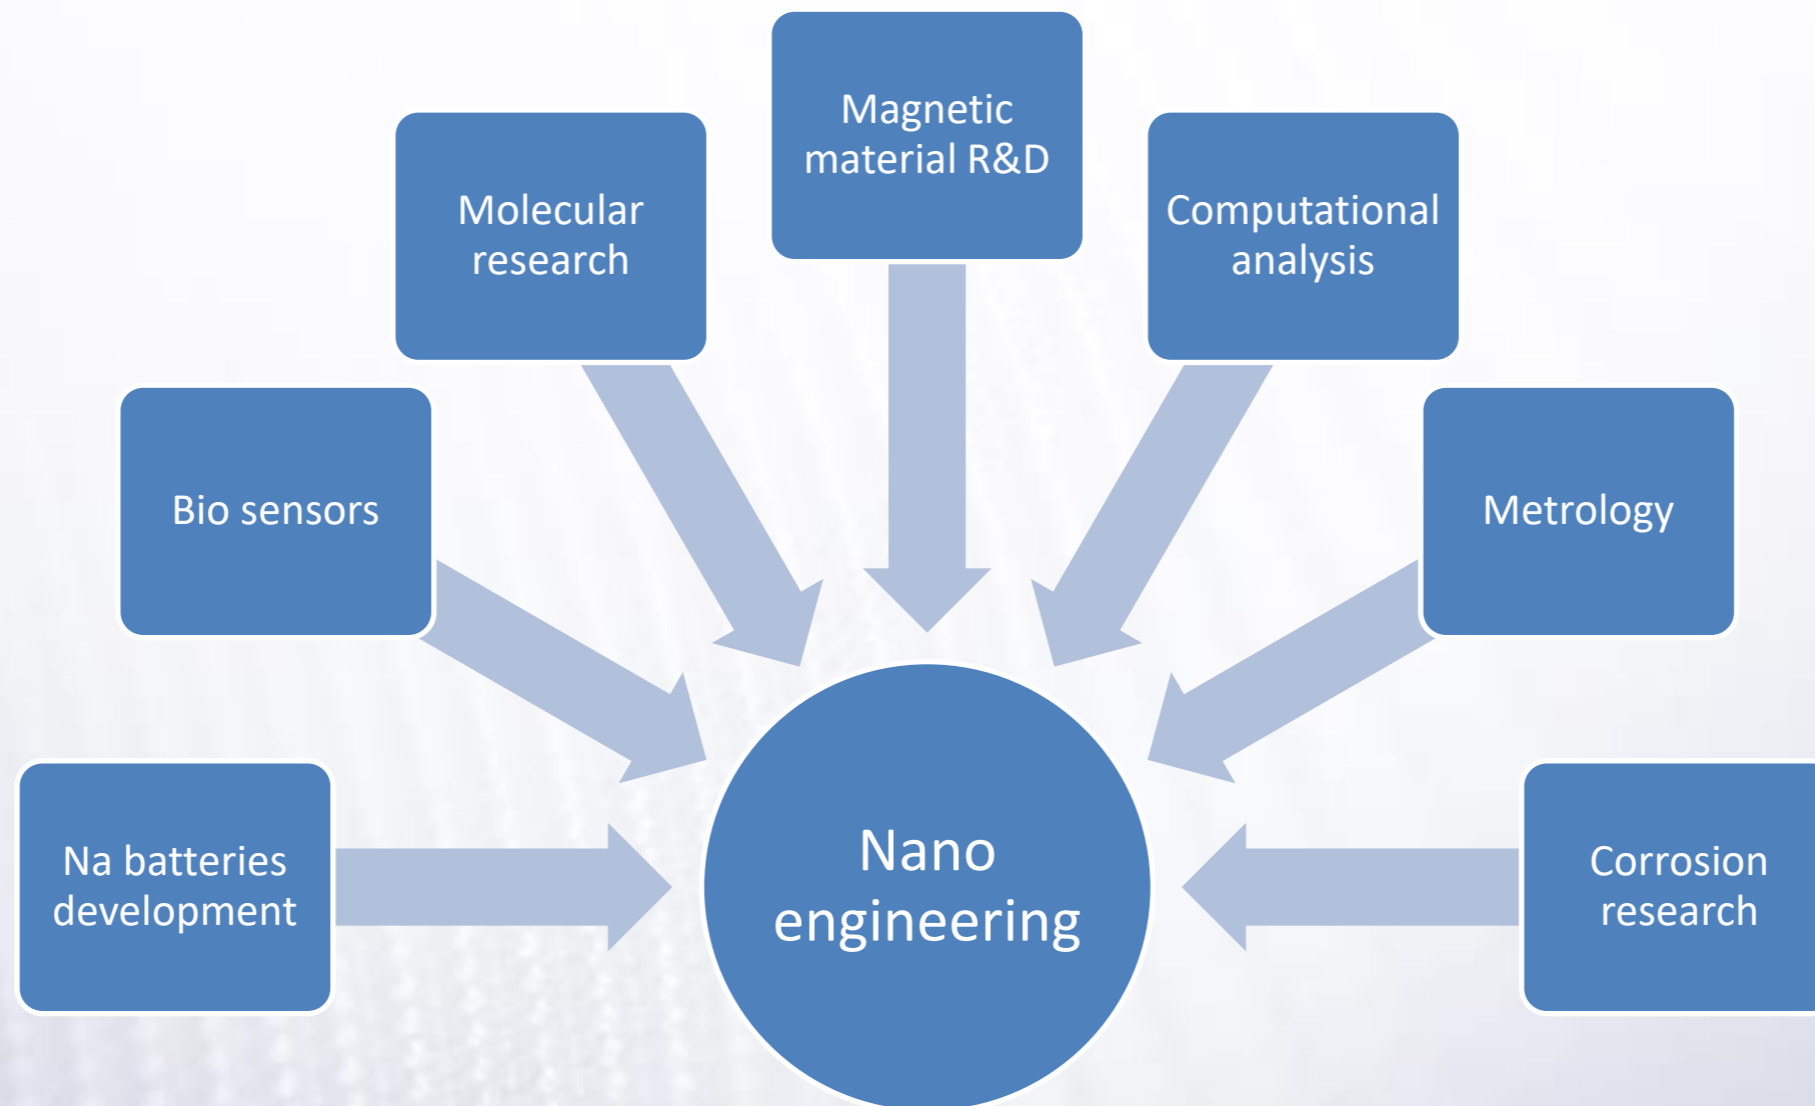 Magnetic
material R&D
Molecular
research
Computational
analysis
Bio sensors
Metrology
Na batteries
development
Nano
engineering
Corrosion
research